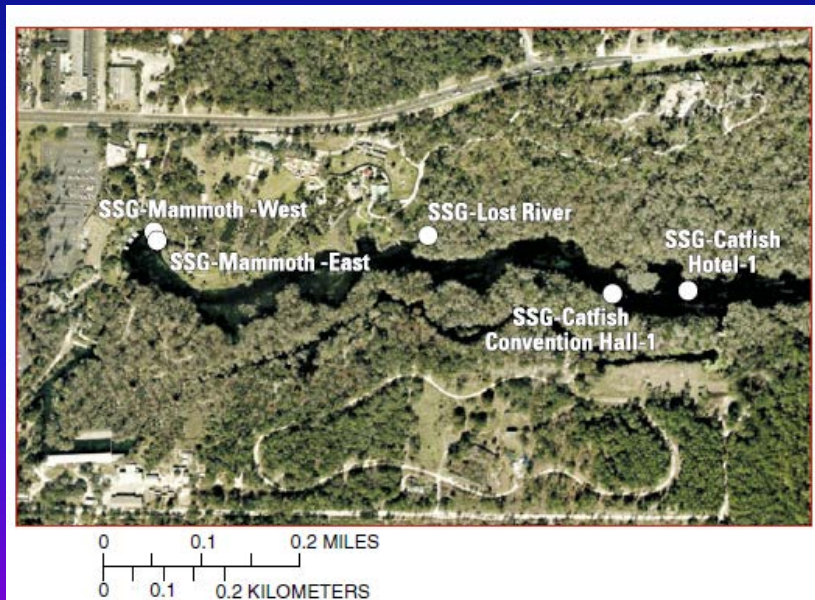 SSG-Mammoth -West
SSG-Lost River
SSG-Mammoth -East
SSG-Catfish
Hotel-1
SSG-Catfish
Convention Hall-1
0 0.1 0.2 MILES
0 0.1 0.2 KILOMETERS